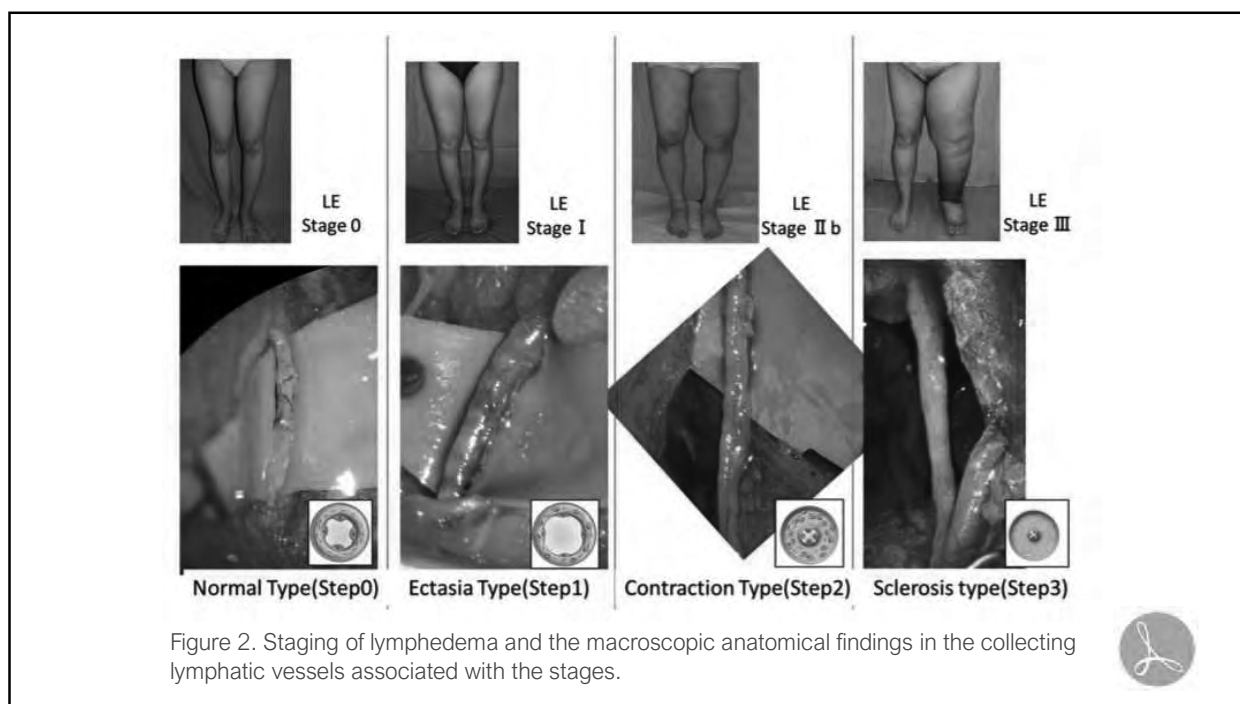 LE
Stage 0
LE
Stage Ⅰ
LE
Stage Ⅱb
LE
Stage Ⅲ
Normal Type(Step0)
Ectasia Type(Step1)
Contraction Type(Step2)
Sclerosis type(Step3)
Figure 2. Staging of lymphedema and the macroscopic anatomical findings in the collecting
lymphatic vessels associated with the stages.